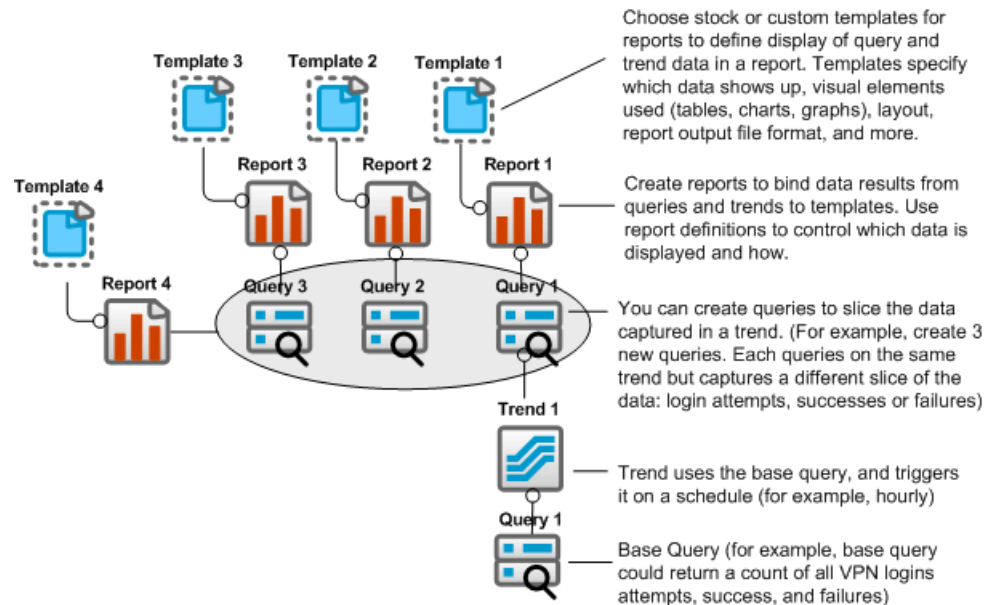 Choose stock or custom templates for
reports to define display of query and
trend data in a report. Templates specify
which data shows up, visual elements
used (tables, charts, graphs), layout,
report output file format, and more.
Template 3
Template 2
Template 1
Report 3
Report 2
Report 1
Create reports to bind data results from
queries and trends to templates. Use
report definitions to control which data is
displayed and how.
Template 4
Report 4
Query 3
Query 2
Query 1
You can create queries to slice the data
captured in a trend. (For example, create 3
new queries. Each queries on the same
trend but captures a different slice of the
data: login attempts, successes or failures)
Trend 1
Trend uses the base query, and triggers
it on a schedule (for example, hourly)
Query 1
Base Query (for example, base query
could return a count of all VPN logins
attempts, success, and failures)